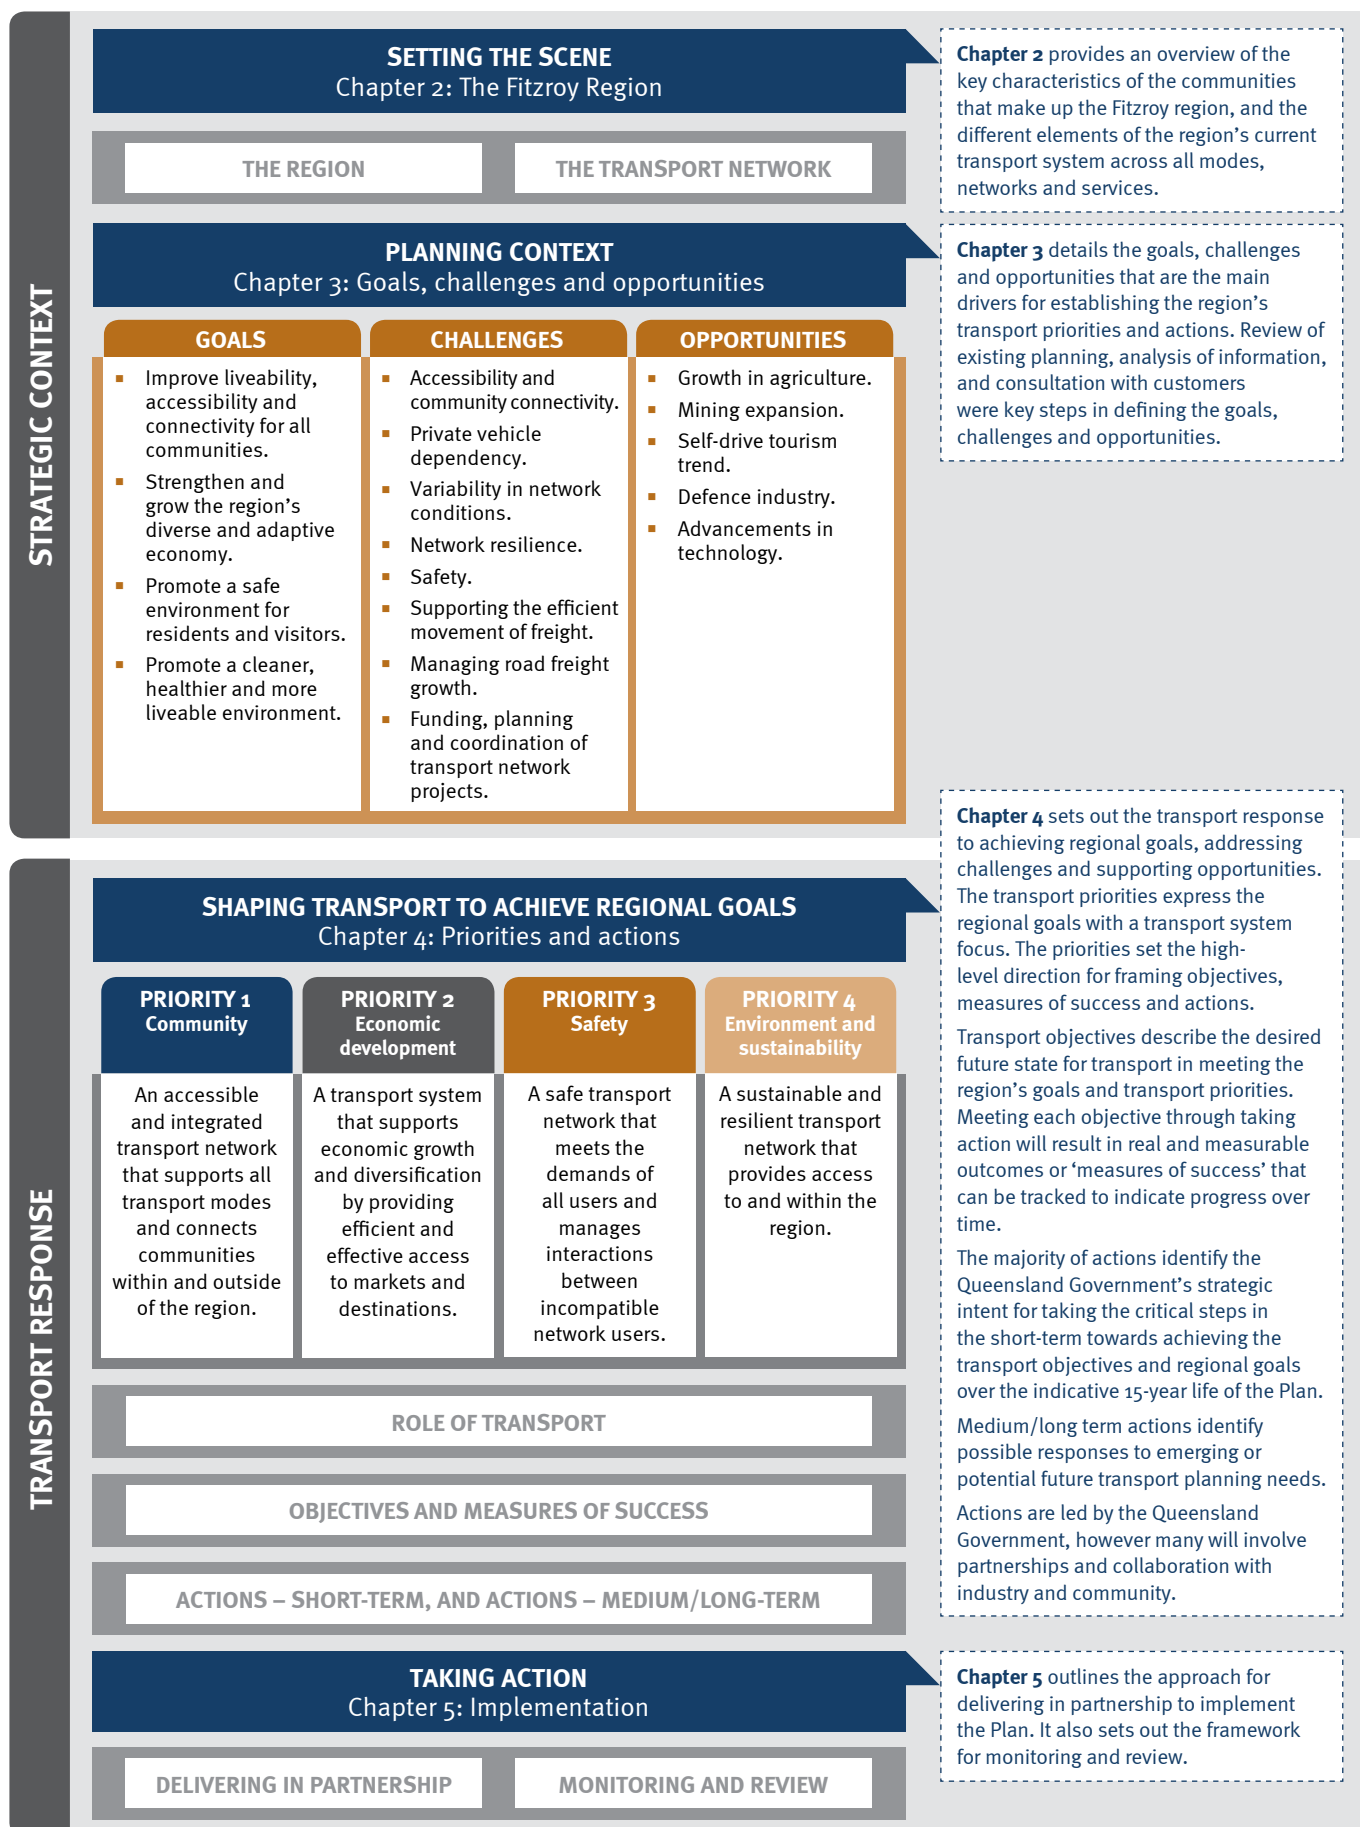 STRATEGIC CONTEXT
SETTING THE SCENE
Chapter 2: The Fitzroy Region
THE REGION
THE TRANSPORT NETWORK
Chapter 2 provides an overview of the
key characteristics of the communities
that make up the Fitzroy region, and the
different elements of the region's current
transport system across all modes,
networks and services.
PLANNING CONTEXT
Chapter 3: Goals, challenges and opportunities
Chapter 3 details the goals, challenges
and opportunities that are the main
drivers for establishing the region's
transport priorities and actions. Review of
existing planning, analysis of information,
and consultation with customers
were key steps in defining the goals,
challenges and opportunities.
GOALS
▪ Improve liveability,
accessibility and
connectivity for all
communities.
▪ Strengthen and
grow the region's
diverse and adaptive
economy.
▪ Promote a safe
environment for
residents and visitors.
▪ Promote a cleaner,
healthier and more
liveable environment.
CHALLENGES
▪ Accessibility and
community connectivity.
▪ Private vehicle
dependency.
▪ Variability in network
conditions.
▪ Network resilience.
▪ Safety.
▪ Supporting the efficient
movement of freight.
▪ Managing road freight
growth.
▪ Funding, planning
and coordination of
transport network
projects.
OPPORTUNITIES
▪ Growth in agriculture.
▪ Mining expansion.
▪ Self-drive tourism
trend.
▪ Defence industry.
▪ Advancements in
technology.
TRANSPORT RESPONSE
SHAPING TRANSPORT TO ACHIEVE REGIONAL GOALS
Chapter 4: Priorities and actions
Chapter 4 sets out the transport response
to achieving regional goals, addressing
challenges and supporting opportunities.
The transport priorities express the
regional goals with a transport system
focus. The priorities set the high-
level direction for framing objectives,
measures of success and actions.
Transport objectives describe the desired
future state for transport in meeting the
region's goals and transport priorities.
Meeting each objective through taking
action will result in real and measurable
outcomes or 'measures of success' that
can be tracked to indicate progress over
time.
The majority of actions identify the
Queensland Government's strategic
intent for taking the critical steps in
the short-term towards achieving the
transport objectives and regional goals
over the indicative 15-year life of the Plan.
Medium/long term actions identify
possible responses to emerging or
potential future transport planning needs.
Actions are led by the Queensland
Government, however many will involve
partnerships and collaboration with
industry and community.
PRIORITY 1
Community
An accessible
and integrated
transport network
that supports all
transport modes
and connects
communities
within and outside
of the region.
PRIORITY 2
Economic
development
A transport system
that supports
economic growth
and diversification
by providing
efficient and
effective access
to markets and
destinations.
PRIORITY 3
Safety
A safe transport
network that
meets the
demands of
all users and
manages
interactions
between
incompatible
network users.
PRIORITY 4
Environment and
sustainability
A sustainable and
resilient transport
network that
provides access
to and within the
region.
ROLE OF TRANSPORT
OBJECTIVES AND MEASURES OF SUCCESS
ACTIONS – SHORT-TERM, AND ACTIONS – MEDIUM/LONG-TERM
TAKING ACTION
Chapter 5: Implementation
DELIVERING IN PARTNERSHIP
MONITORING AND REVIEW
Chapter 5 outlines the approach for
delivering in partnership to implement
the Plan. It also sets out the framework
for monitoring and review.